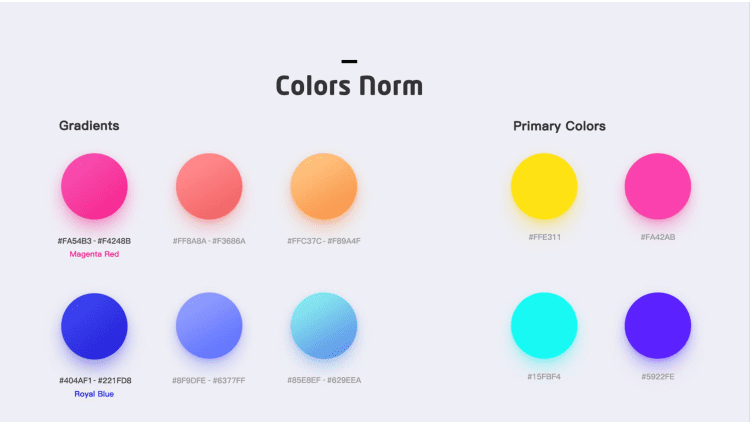 Colors Norm
Gradients
Primary Colors
#FA54B3 - #F4248B
#FF8A8A - #F3686A
#FFC37C - #F89A4F
#FFE311
#FA42AB
Magenta Red
#404AF1 - #221FD8
#8F9DFE - #6377FF
#85E8EF - #629EEA
#15FBF4
#5922FE
Royal Blue